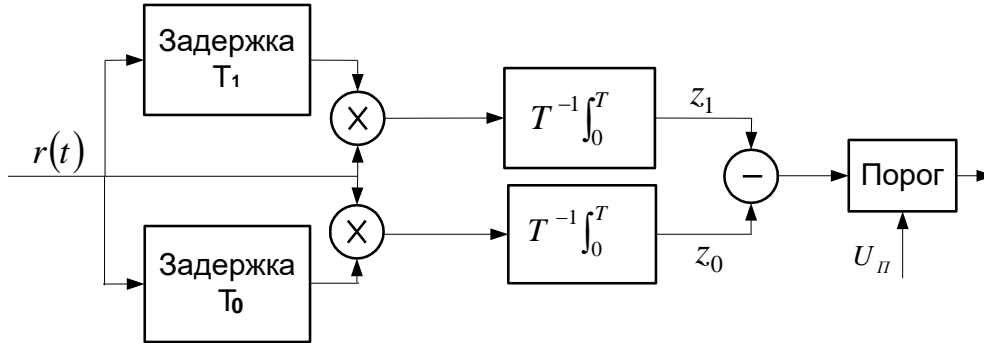 Задержка
T₁
r(t)
×
T⁻¹∫₀ᵀ
z₁
−
Порог
×
T⁻¹∫₀ᵀ
z₀
U_П
Задержка
T₀